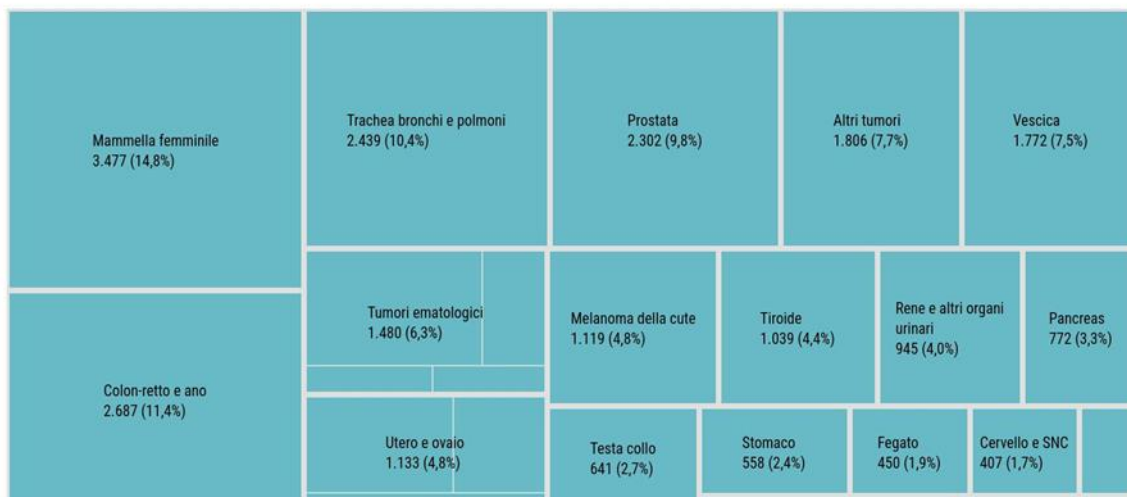 Mammella femminile
3.477 (14,8%)
Trachea bronchi e polmoni
2.439 (10,4%)
Prostata
2.302 (9,8%)
Altri tumori
1.806 (7,7%)
Vescica
1.772 (7,5%)
Colon-retto e ano
2.687 (11,4%)
Tumori ematologici
1.480 (6,3%)
Melanoma della cute
1.119 (4,8%)
Tiroide
1.039 (4,4%)
Rene e altri organi
urinari
945 (4,0%)
Pancreas
772 (3,3%)
Utero e ovaio
1.133 (4,8%)
Testa collo
641 (2,7%)
Stomaco
558 (2,4%)
Fegato
450 (1,9%)
Cervello e SNC
407 (1,7%)